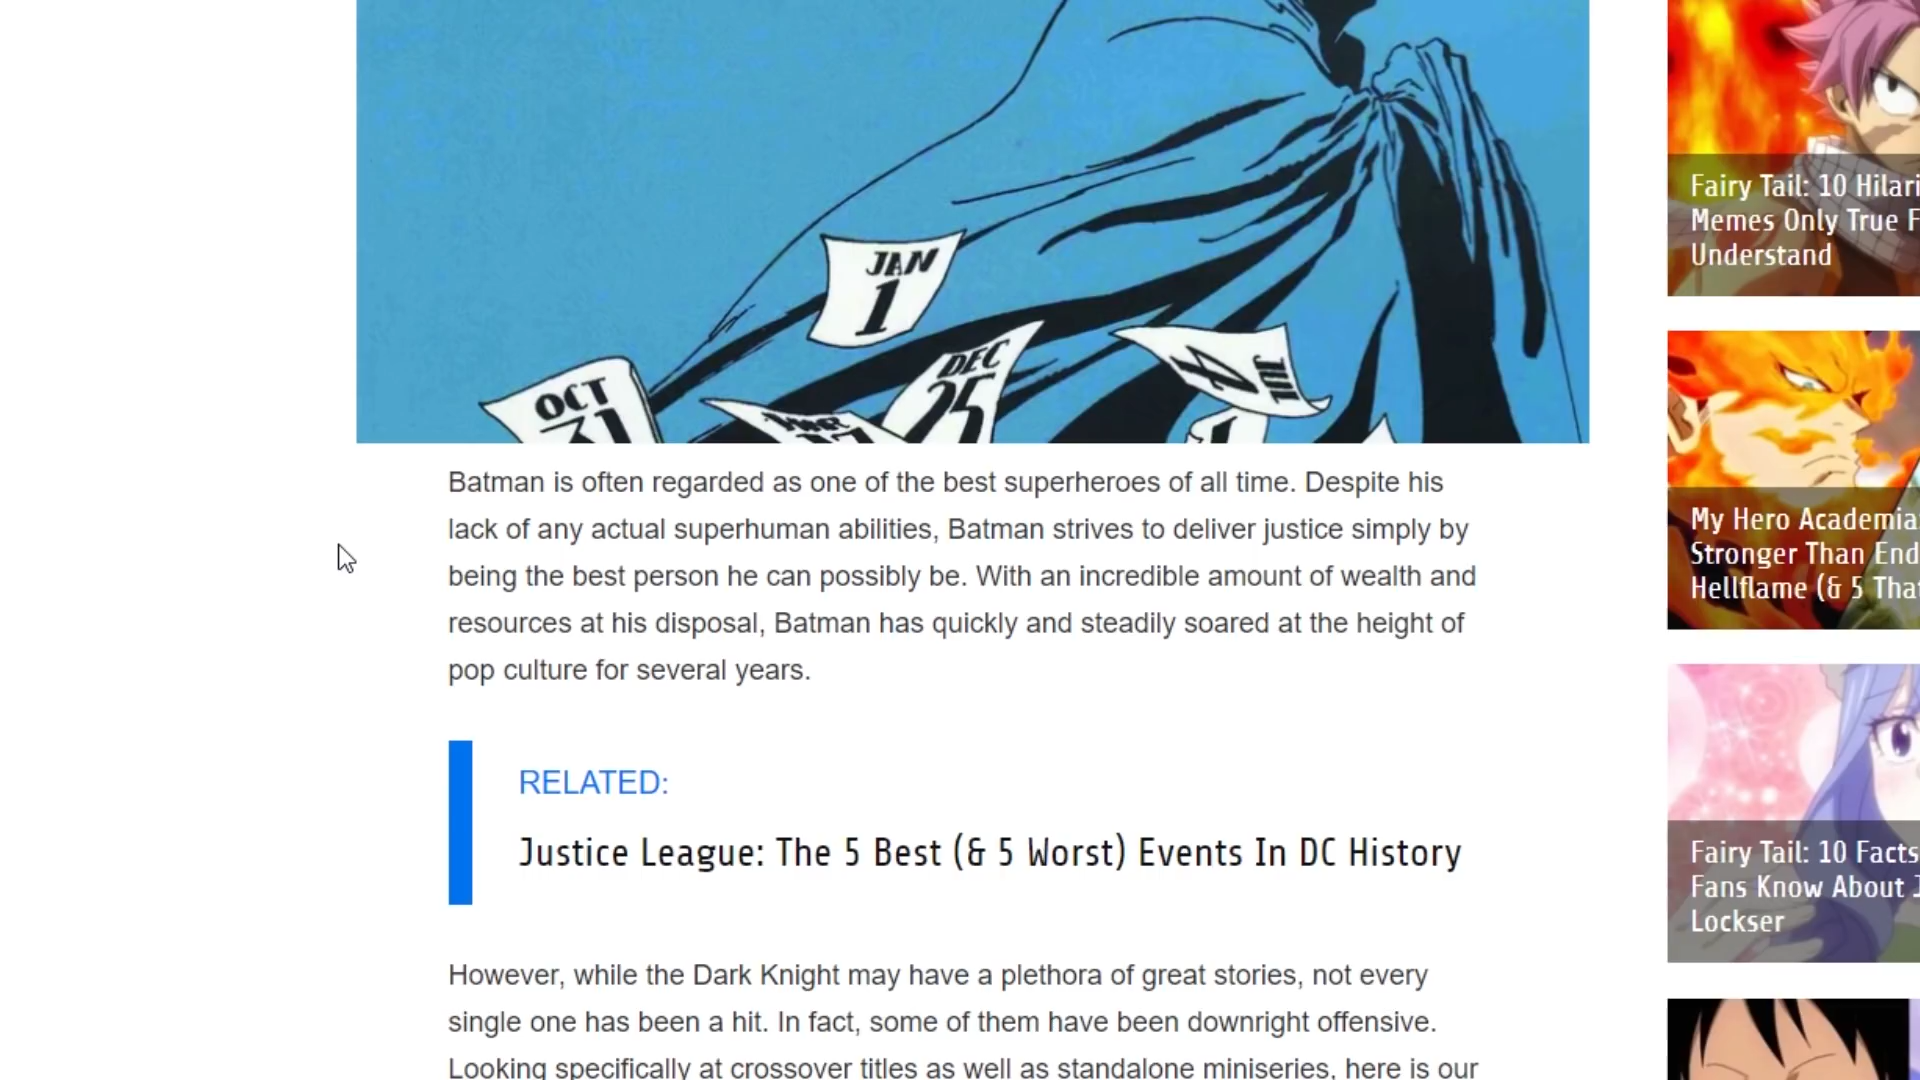 JAN
1
DEC
25
JUL
4
OCT
31
MAR
17
1
Batman is often regarded as one of the best superheroes of all time. Despite his
lack of any actual superhuman abilities, Batman strives to deliver justice simply by
being the best person he can possibly be. With an incredible amount of wealth and
resources at his disposal, Batman has quickly and steadily soared at the height of
pop culture for several years.
RELATED:
Justice League: The 5 Best (& 5 Worst) Events In DC History
However, while the Dark Knight may have a plethora of great stories, not every
single one has been a hit. In fact, some of them have been downright offensive.
Looking specifically at crossover titles as well as standalone miniseries, here is our
Fairy Tail: 10 Hilari
Memes Only True F
Understand
My Hero Academia
Stronger Than End
Hellflame (& 5 That
Fairy Tail: 10 Facts
Fans Know About J
Lockser